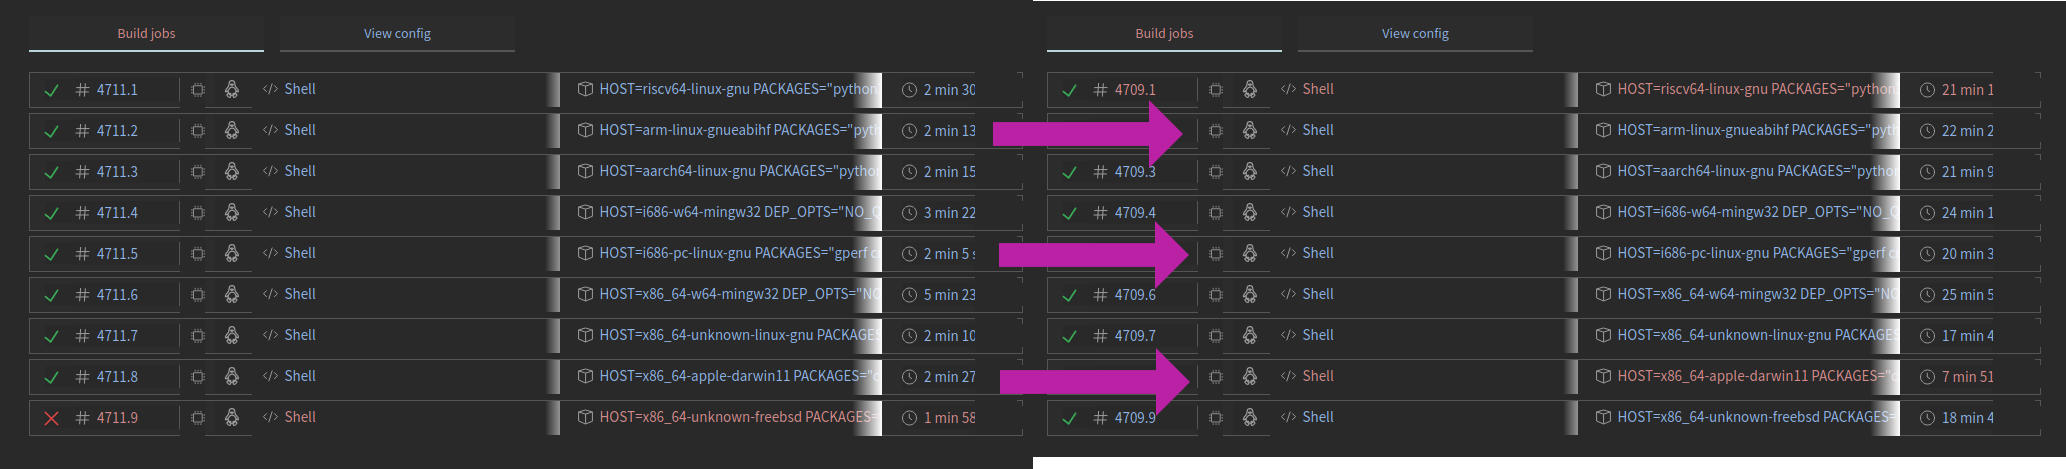 Build jobs View config
# 4711.1 </> Shell HOST=riscv64-linux-gnu PACKAGES="python 2 min 30
# 4711.2 </> Shell HOST=arm-linux-gnueabihf PACKAGES="pyth 2 min 13
# 4711.3 </> Shell HOST=aarch64-linux-gnu PACKAGES="python 2 min 15
# 4711.4 </> Shell HOST=i686-w64-mingw32 DEP_OPTS="NO_Q 3 min 22
# 4711.5 </> Shell HOST=i686-pc-linux-gnu PACKAGES="gperf 2 min 5 s
# 4711.6 </> Shell HOST=x86_64-w64-mingw32 DEP_OPTS="NO 5 min 23
# 4711.7 </> Shell HOST=x86_64-unknown-linux-gnu PACKAGES 2 min 10
# 4711.8 </> Shell HOST=x86_64-apple-darwin11 PACKAGES="c 2 min 27
# 4711.9 </> Shell HOST=x86_64-unknown-freebsd PACKAGES= 1 min 58
Build jobs View config
# 4709.1 </> Shell HOST=riscv64-linux-gnu PACKAGES="python 21 min 1
</> Shell HOST=arm-linux-gnueabihf PACKAGES="pyth 22 min 2
# 4709.3 </> Shell HOST=aarch64-linux-gnu PACKAGES="python 21 min 9
# 4709.4 </> Shell HOST=i686-w64-mingw32 DEP_OPTS="NO_Q 24 min 1
</> Shell HOST=i686-pc-linux-gnu PACKAGES="gperf 20 min 3
# 4709.6 </> Shell HOST=x86_64-w64-mingw32 DEP_OPTS="NO 25 min 5
# 4709.7 </> Shell HOST=x86_64-unknown-linux-gnu PACKAGES 17 min 4
</> Shell HOST=x86_64-apple-darwin11 PACKAGES="c 7 min 51
# 4709.9 </> Shell HOST=x86_64-unknown-freebsd PACKAGES= 18 min 4